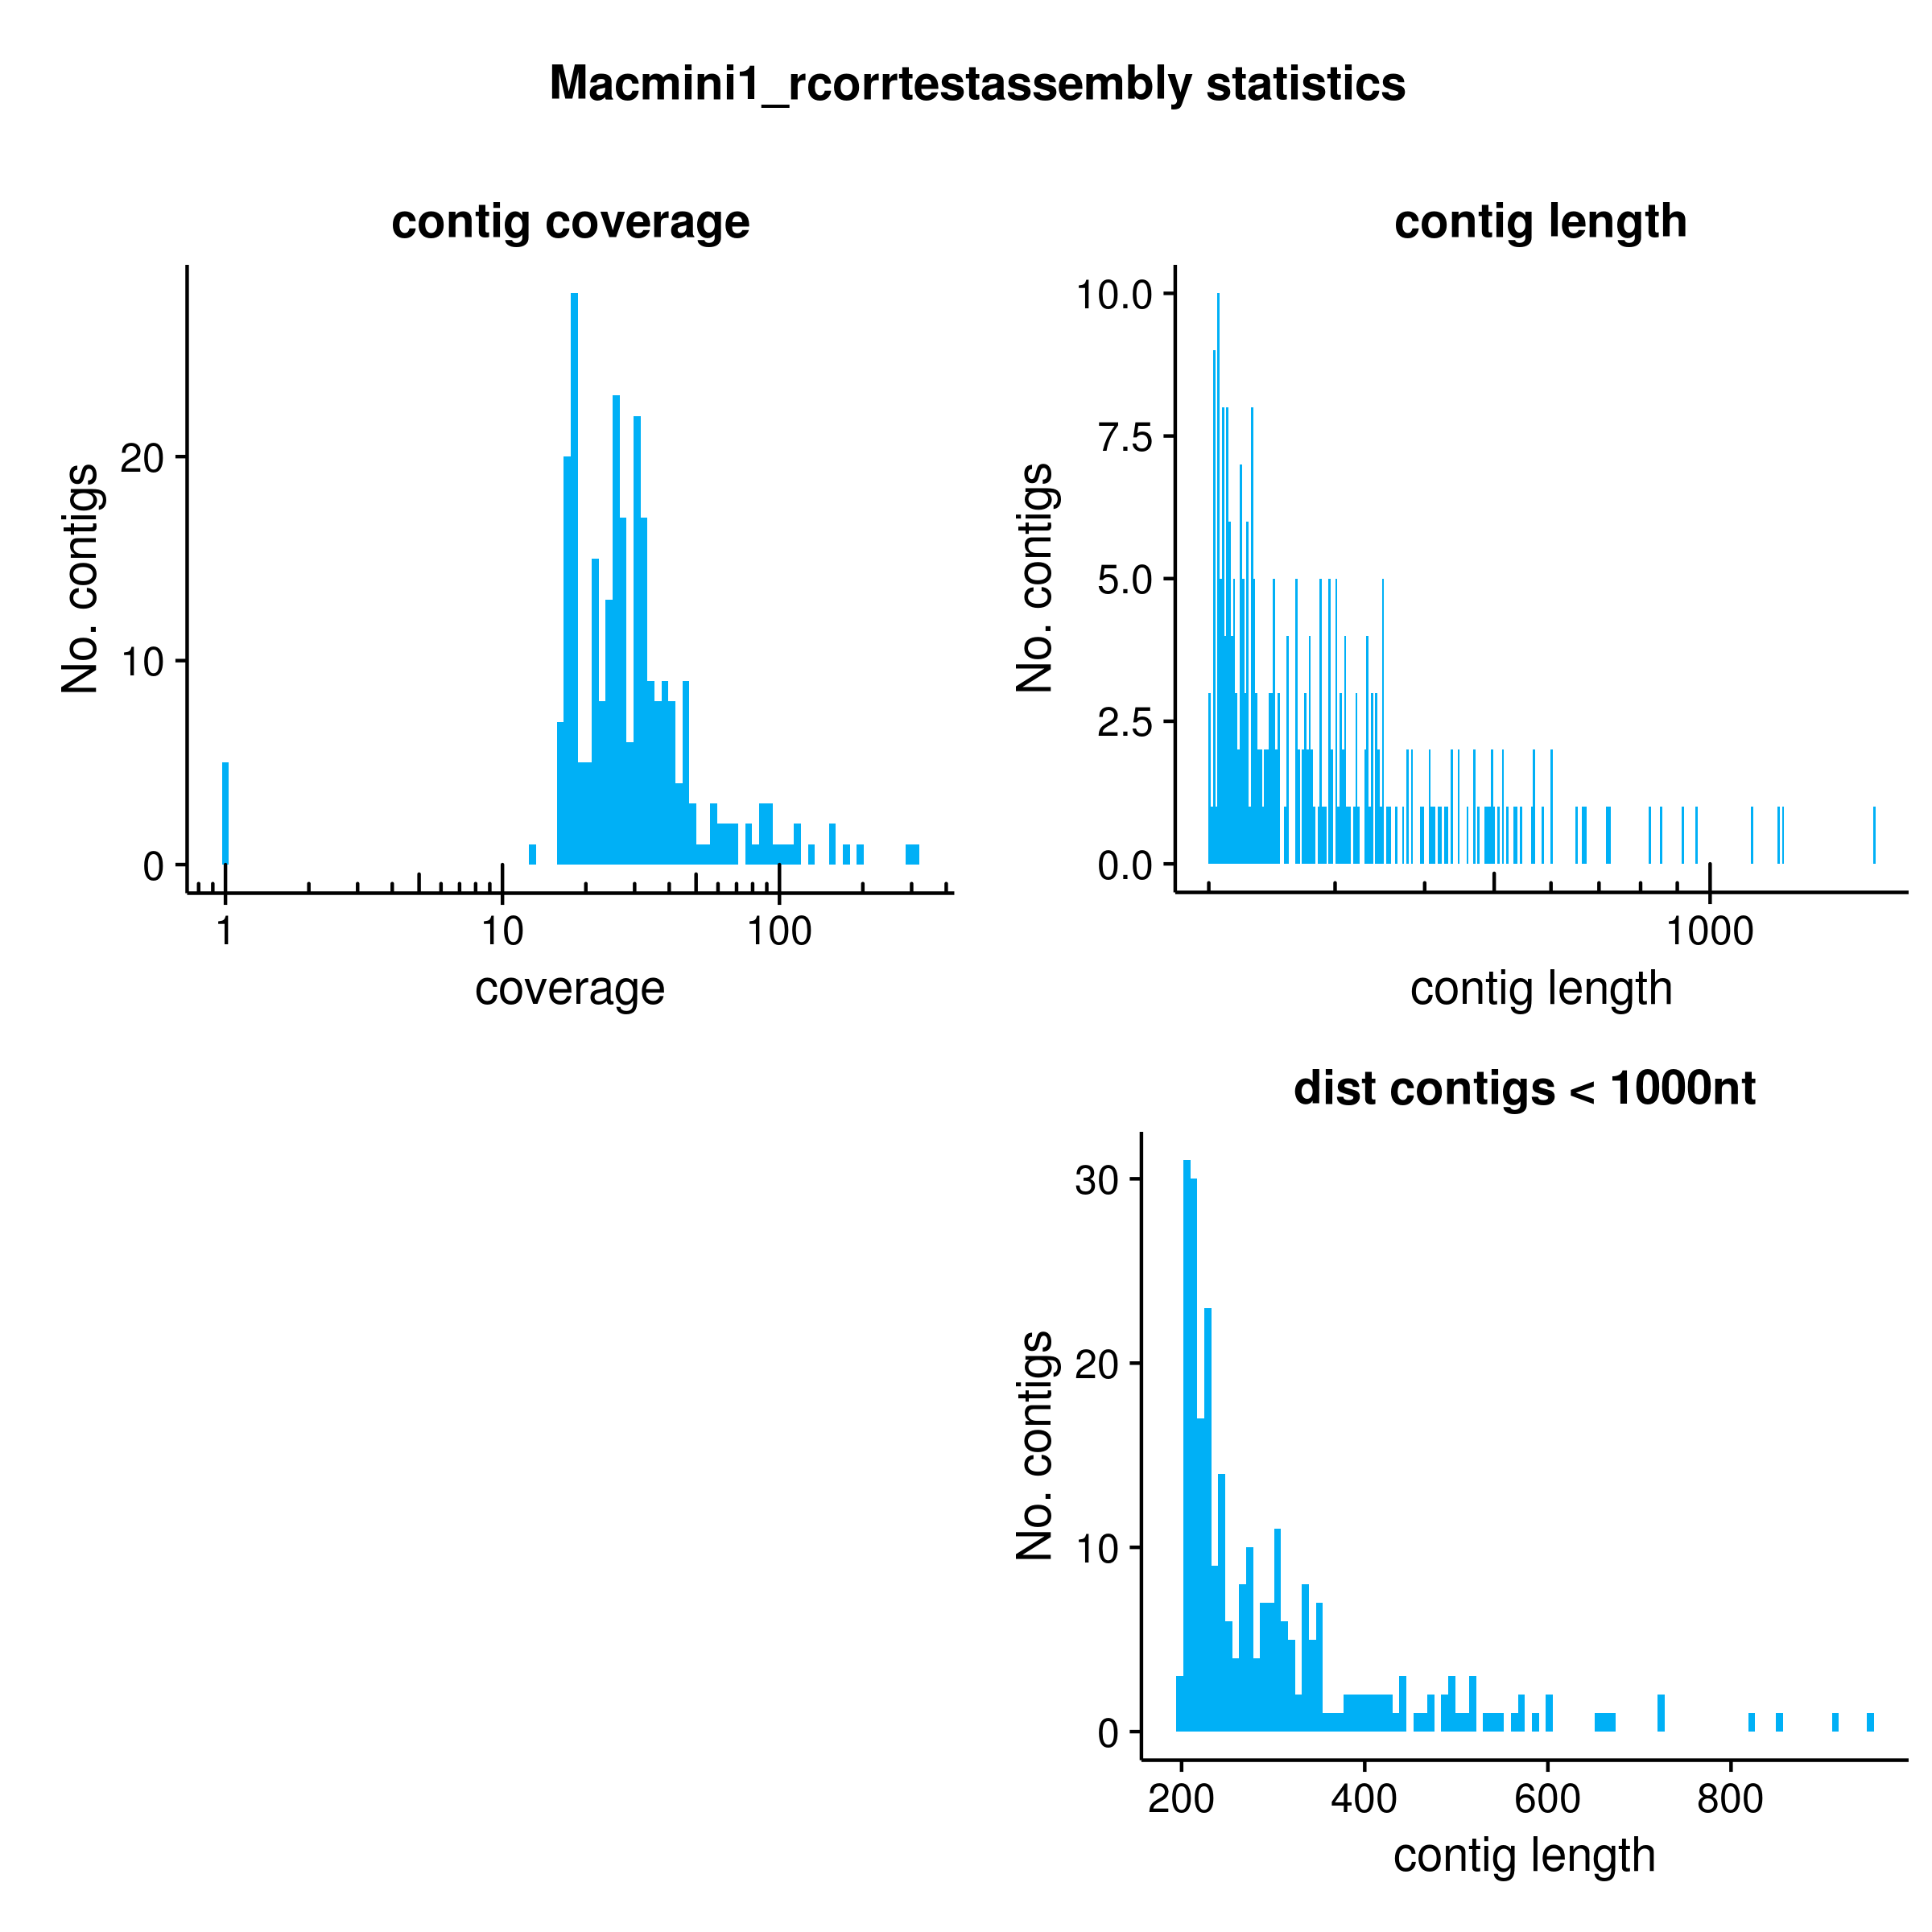 Macmini1_rcorrtestassembly statistics
contig coverage
No. contigs
20
10
0
1 10 100
coverage
contig length
No. contigs
10.0
7.5
5.0
2.5
0.0
1000
contig length
dist contigs < 1000nt
No. contigs
30
20
10
0
200 400 600 800
contig length